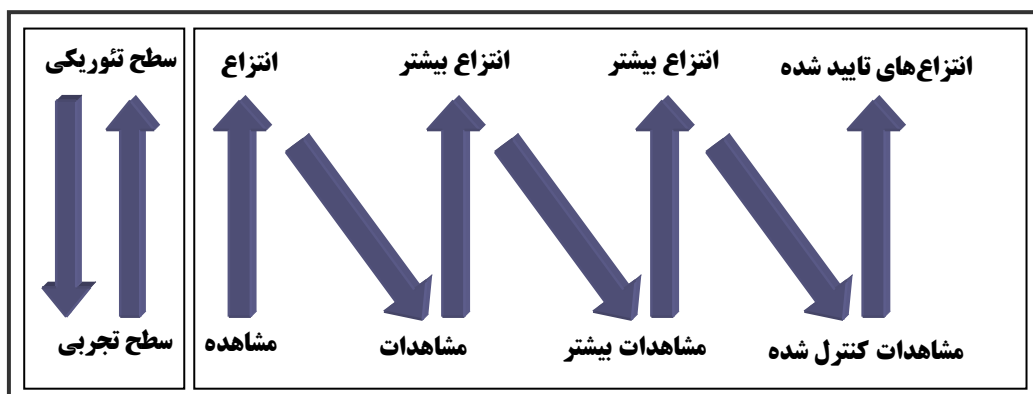 سطح تئوریکی
سطح تجربی
انتزاع
انتزاع بیشتر
انتزاع بیشتر
انتزاع‌های تایید شده
مشاهده
مشاهدات
مشاهدات بیشتر
مشاهدات کنترل شده